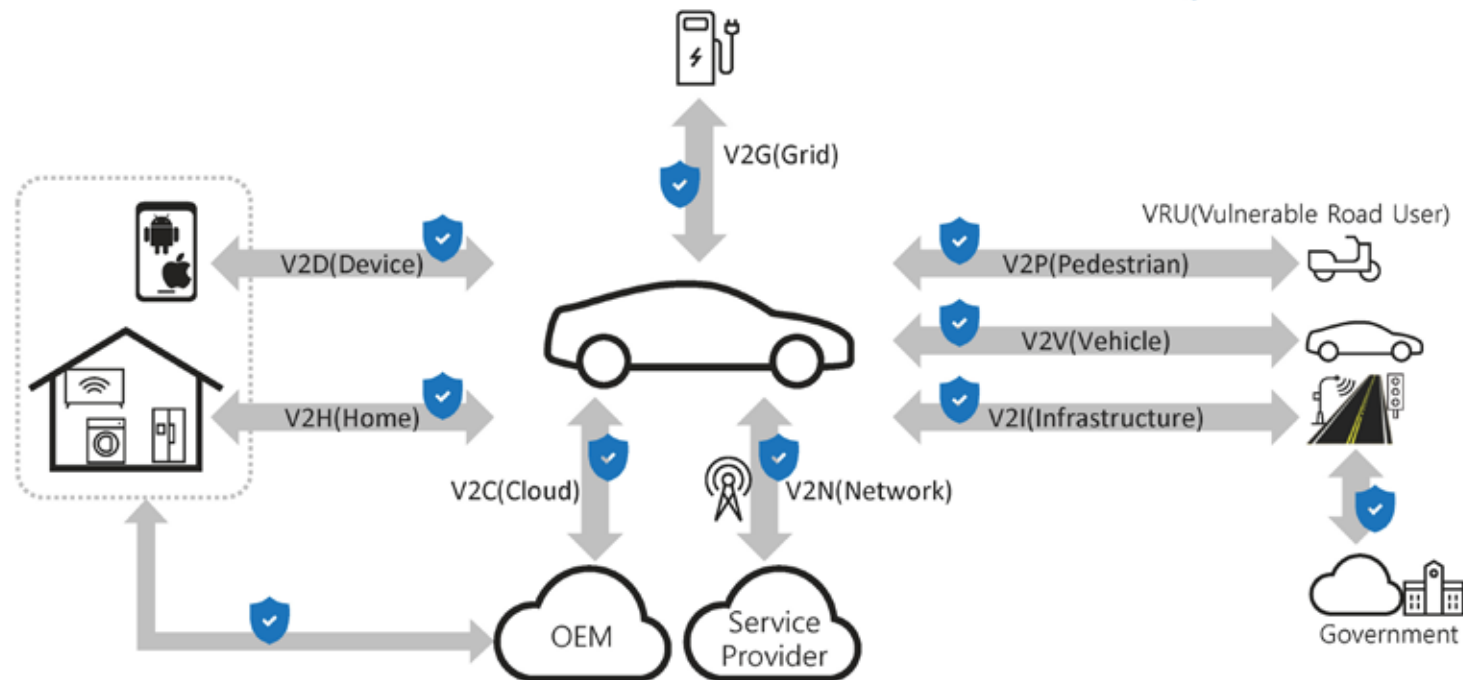 V2G(Grid)
VRU(Vulnerable Road User)
V2D(Device)
V2P(Pedestrian)
V2V(Vehicle)
V2H(Home)
V2I(Infrastructure)
V2C(Cloud)
V2N(Network)
OEM
Service
Provider
Government